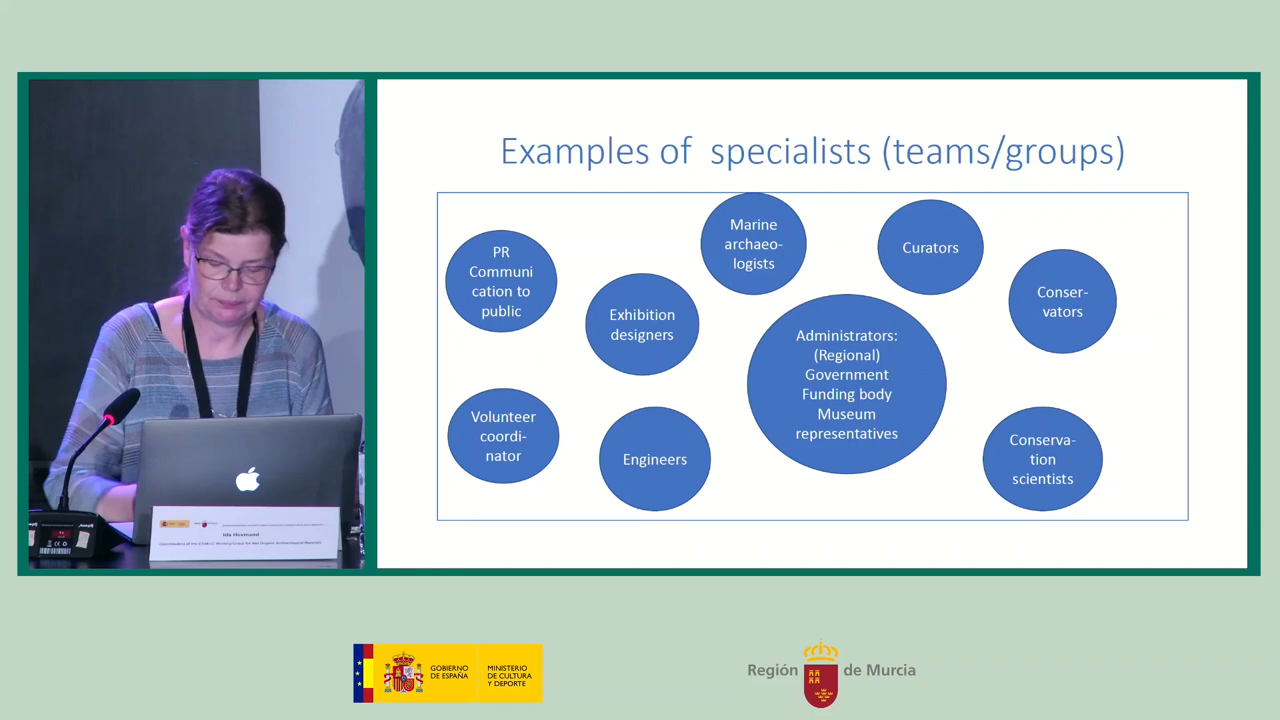 Examples of specialists (teams/groups)
PR
Communi
cation to
public
Exhibition
designers
Marine
archaeo-
logists
Curators
Conser-
vators
Administrators:
(Regional)
Government
Funding body
Museum
representatives
Volunteer
coordi-
nator
Engineers
Conserva-
tion
scientists
Ida Hovmand
GOBIERNO
DE ESPAÑA
MINISTERIO
DE CULTURA
Y DEPORTE
Región de Murcia